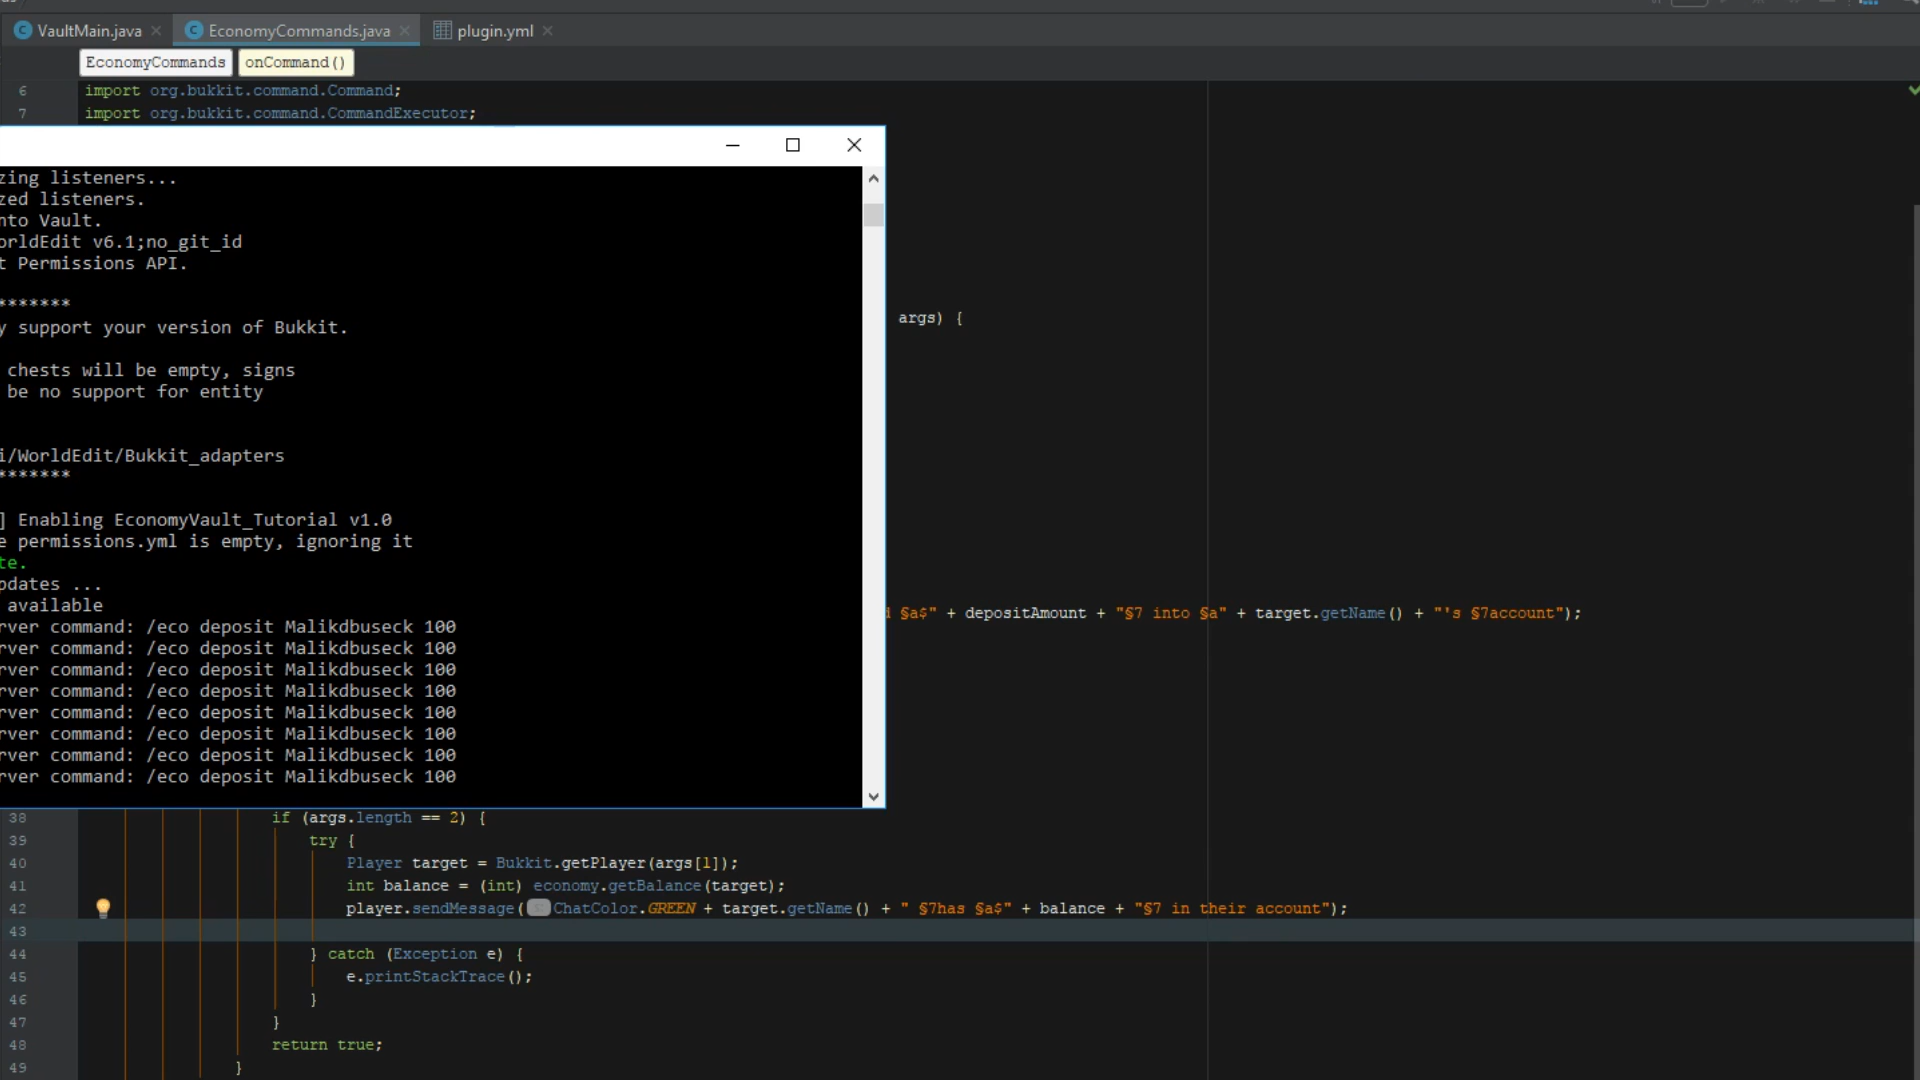 VaultMain.java
EconomyCommands.java
plugin.yml
EconomyCommands
onCommand()
6 import org.bukkit.command.Command;
7 import org.bukkit.command.CommandExecutor;
zing listeners...
zed listeners.
nto Vault.
orldEdit v6.1;no_git_id
t Permissions API.
*******
args) {
y support your version of Bukkit.
chests will be empty, signs
be no support for entity
i/WorldEdit/Bukkit_adapters
*******
] Enabling EconomyVault_Tutorial v1.0
e permissions.yml is empty, ignoring it
te.
pdates ...
available
§a$" + depositAmount + "§7 into §a" + target.getName() + "'s §7account");
rver command: /eco deposit Malikdbuseck 100
rver command: /eco deposit Malikdbuseck 100
rver command: /eco deposit Malikdbuseck 100
rver command: /eco deposit Malikdbuseck 100
rver command: /eco deposit Malikdbuseck 100
rver command: /eco deposit Malikdbuseck 100
rver command: /eco deposit Malikdbuseck 100
rver command: /eco deposit Malikdbuseck 100
38 if (args.length == 2) {
39 try {
40 Player target = Bukkit.getPlayer(args[1]);
41 int balance = (int) economy.getBalance(target);
42 player.sendMessage( ChatColor.GREEN + target.getName() + " §7has §a$" + balance + "§7 in their account");
43
44 } catch (Exception e) {
45 e.printStackTrace();
46 }
47 }
48 return true;
49 }